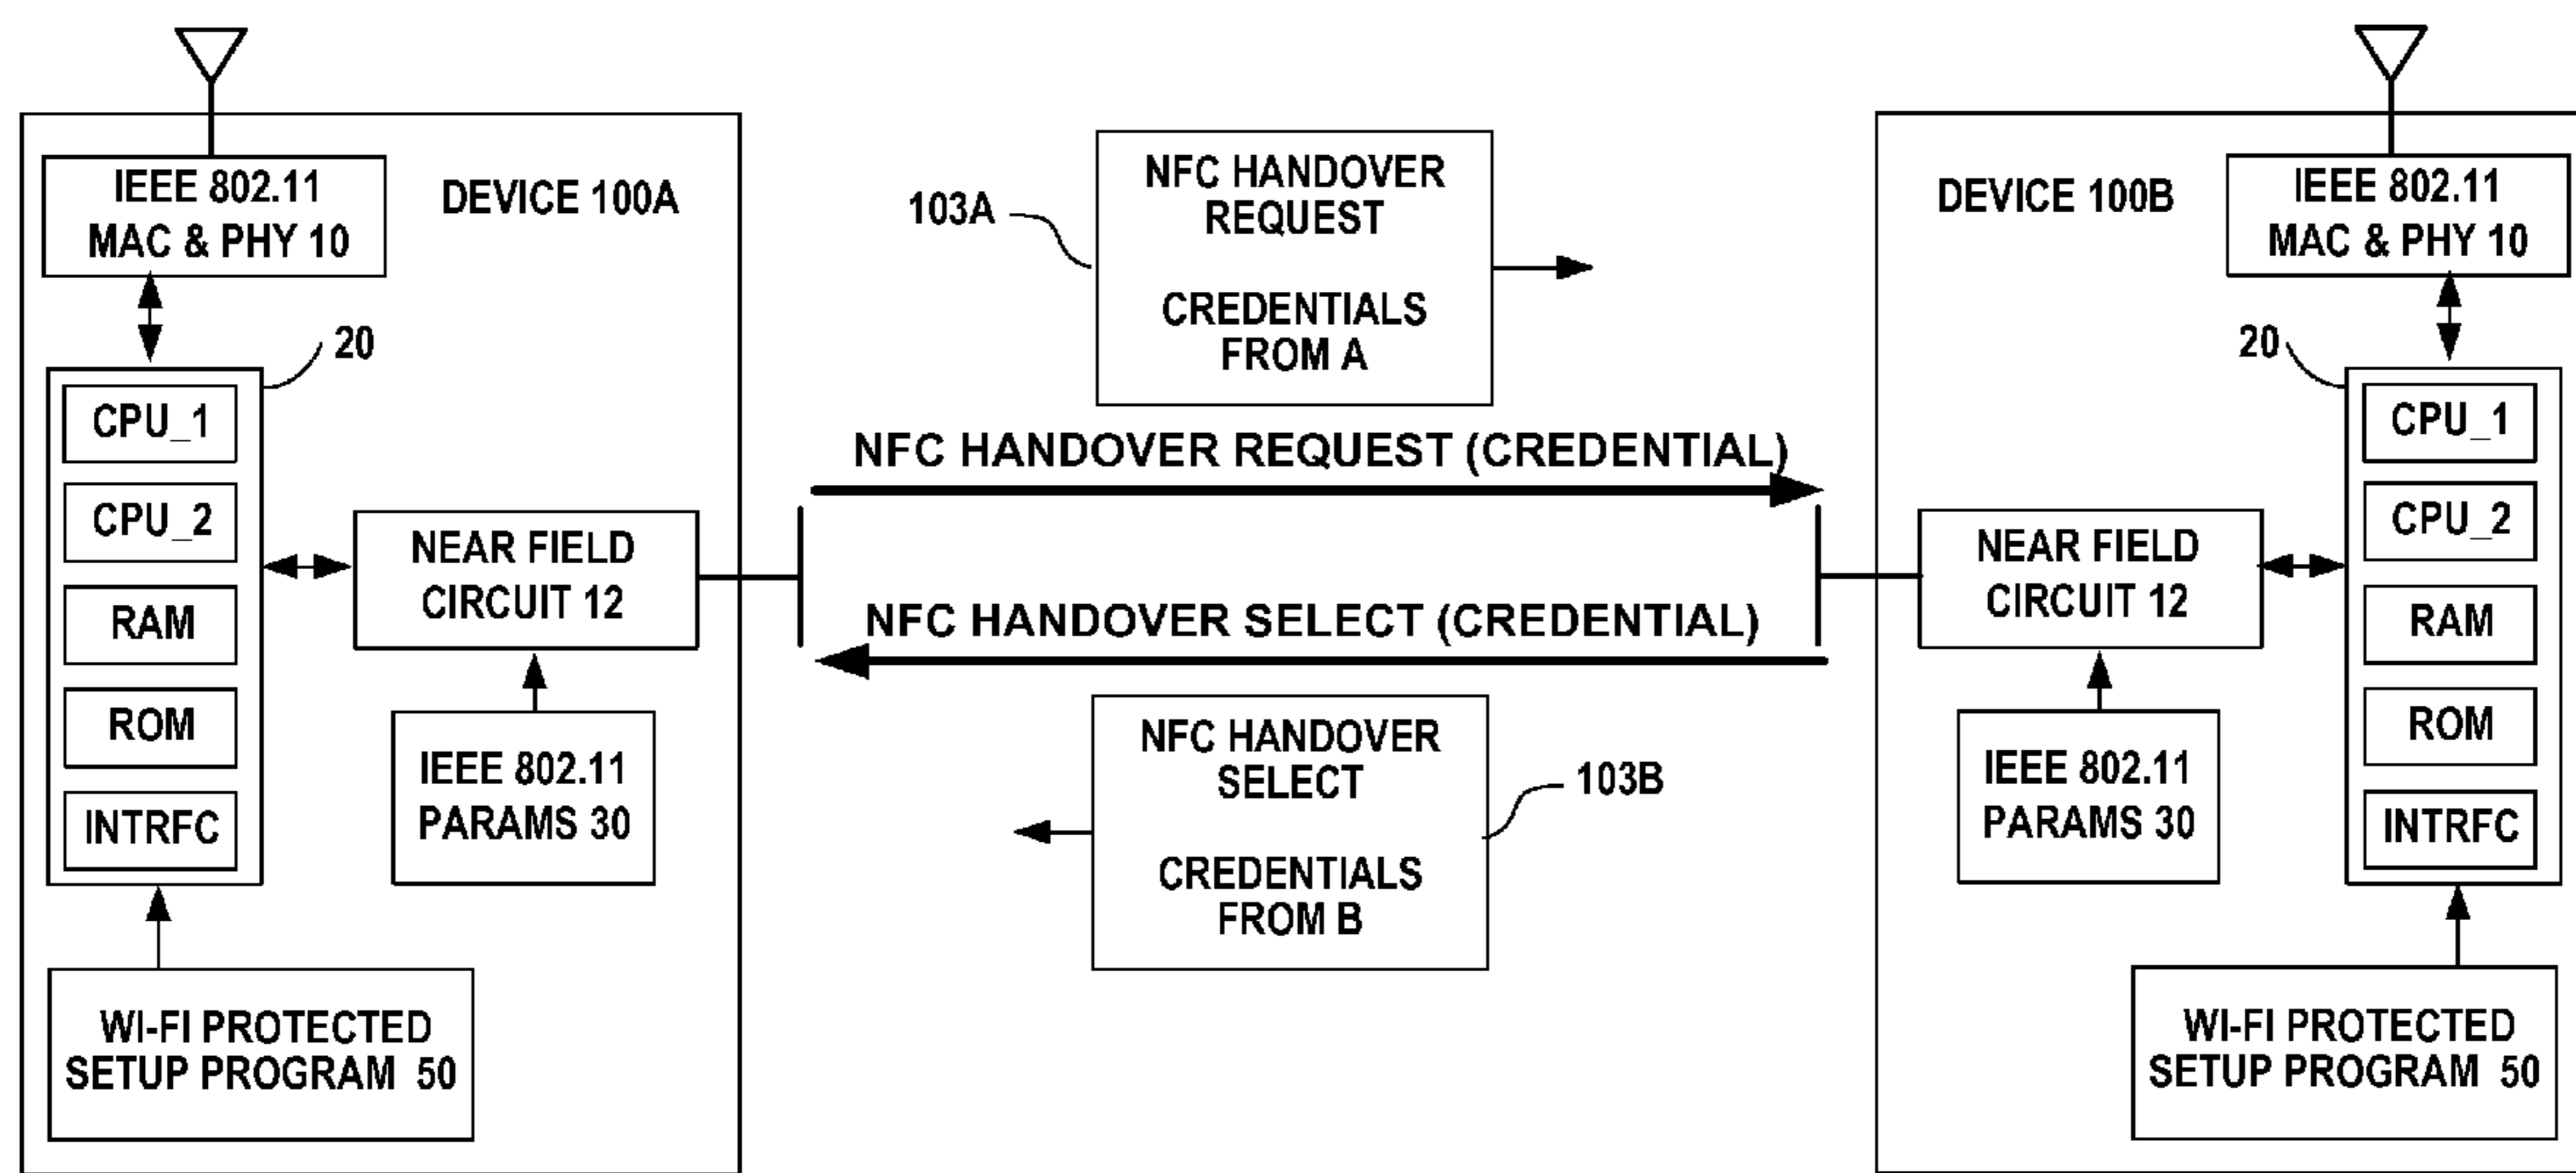 IEEE 802.11
MAC & PHY 10
DEVICE 100A
20
CPU_1
CPU_2
RAM
ROM
INTRFC
NEAR FIELD
CIRCUIT 12
IEEE 802.11
PARAMS 30
WI-FI PROTECTED
SETUP PROGRAM 50
103A
NFC HANDOVER
REQUEST
CREDENTIALS
FROM A
NFC HANDOVER REQUEST (CREDENTIAL)
NFC HANDOVER SELECT (CREDENTIAL)
NFC HANDOVER
SELECT
CREDENTIALS
FROM B
103B
DEVICE 100B
IEEE 802.11
MAC & PHY 10
20
CPU_1
CPU_2
RAM
ROM
INTRFC
NEAR FIELD
CIRCUIT 12
IEEE 802.11
PARAMS 30
WI-FI PROTECTED
SETUP PROGRAM 50